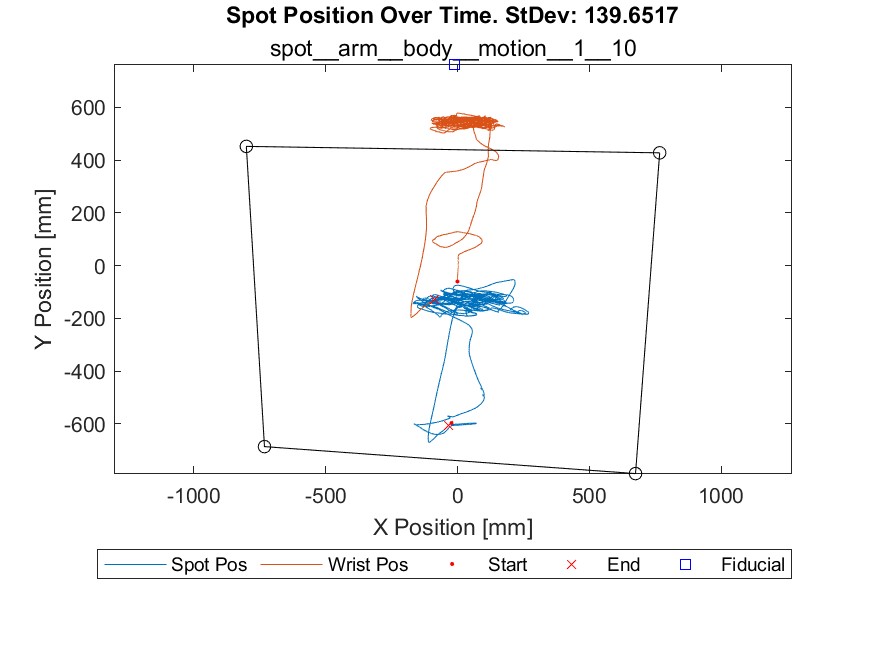 Spot Position Over Time. StDev: 139.6517
spot__arm__body__motion__1__10
600
400
200
0
-200
-400
-600
Y Position [mm]
-1000 -500 0 500 1000
X Position [mm]
Spot Pos Wrist Pos Start End Fiducial